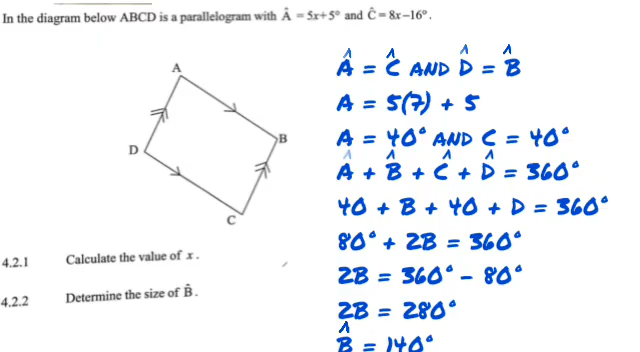 In the diagram below ABCD is a parallelogram with Â = 5x+5° and Ĉ = 8x–16°.
A
B
D
C
4.2.1 Calculate the value of x.
4.2.2 Determine the size of B̂.
Â = Ĉ AND D̂ = B̂
A = 5(7) + 5
A = 40° AND C = 40°
Â + B̂ + Ĉ + D̂ = 360°
40 + B + 40 + D = 360°
80° + 2B = 360°
2B = 360° - 80°
2B = 280°
B̂ = 140°